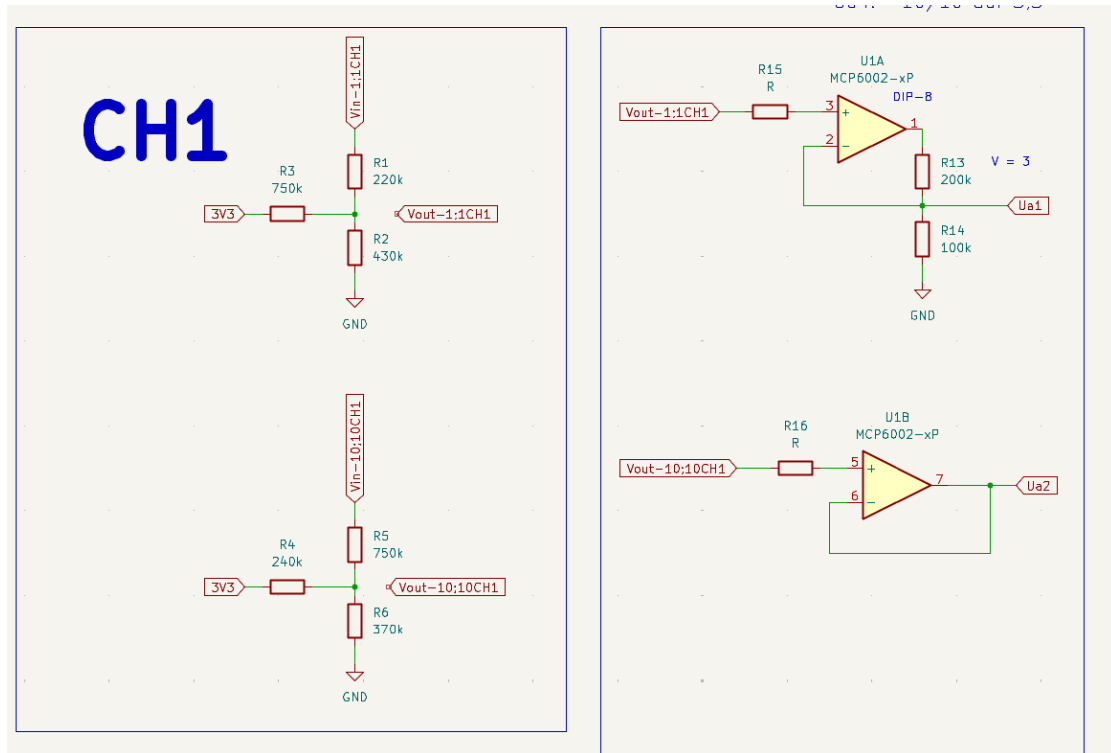 CH1
Vin-1;1CH1
R1
220k
R3
750k
3V3
Vout-1;1CH1
R2
430k
GND
Vin-10;10CH1
R5
750k
R4
240k
3V3
Vout-10;10CH1
R6
370k
GND
U1A
MCP6002-xP
DIP-8
R15
R
Vout-1;1CH1
3
+
1
2
-
R13
200k
V = 3
Ua1
R14
100k
GND
U1B
MCP6002-xP
R16
R
Vout-10;10CH1
5
+
7
6
-
Ua2